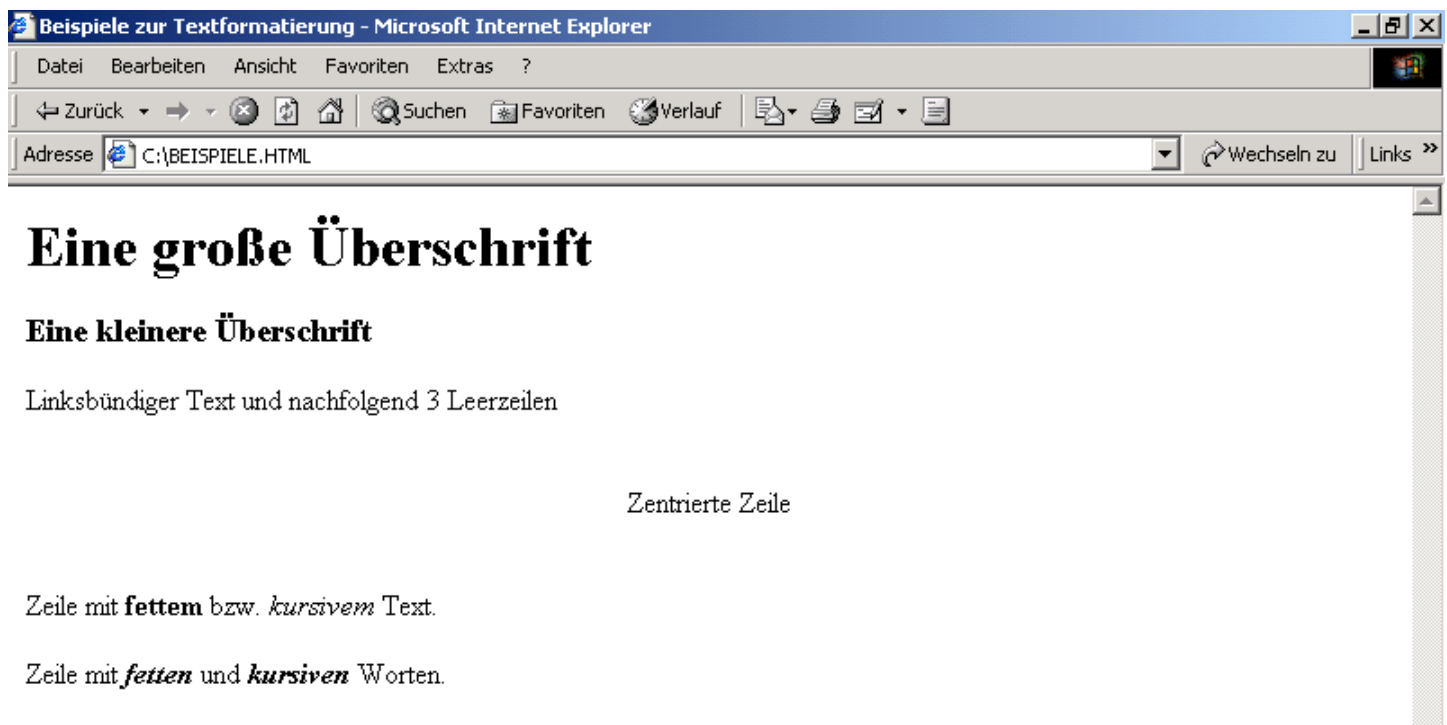 Beispiele zur Textformatierung - Microsoft Internet Explorer
Datei Bearbeiten Ansicht Favoriten Extras ?
Zurück Suchen Favoriten Verlauf
Adresse C:\BEISPIELE.HTML Wechseln zu Links »
Eine große Überschrift
Eine kleinere Überschrift
Linksbündiger Text und nachfolgend 3 Leerzeilen
Zentrierte Zeile
Zeile mit fettem bzw. kursivem Text.
Zeile mit fetten und kursiven Worten.